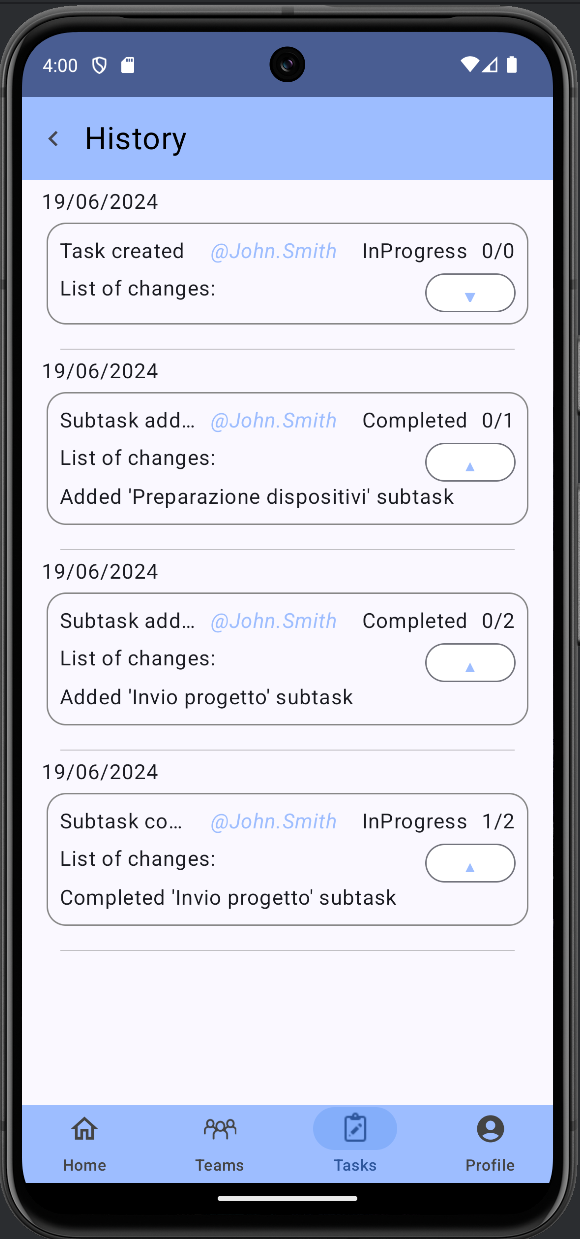 4:00
History
19/06/2024
Task created @John.Smith InProgress 0/0
List of changes:
19/06/2024
Subtask add... @John.Smith Completed 0/1
List of changes:
Added 'Preparazione dispositivi' subtask
19/06/2024
Subtask add... @John.Smith Completed 0/2
List of changes:
Added 'Invio progetto' subtask
19/06/2024
Subtask co... @John.Smith InProgress 1/2
List of changes:
Completed 'Invio progetto' subtask
Home Teams Tasks Profile